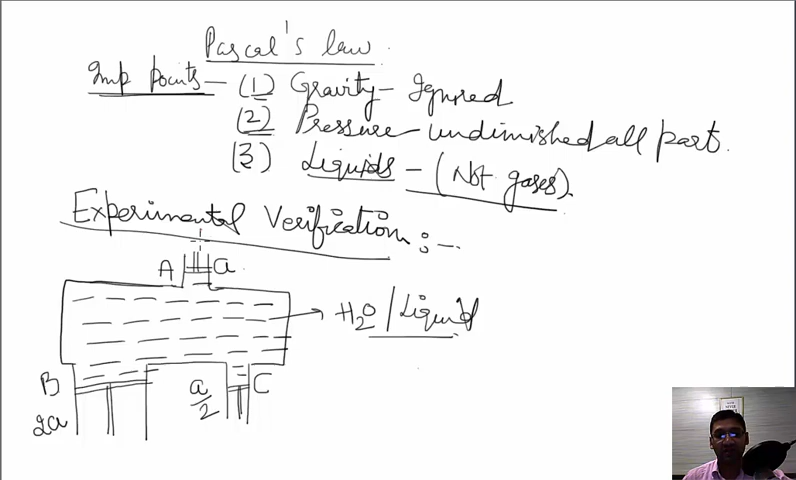 Pascal's law
Imp points - (1) Gravity - Ignored
(2) Pressure - undiminished all part.
(3) Liquids - (Not gases).
Experimental Verification :-
A a
H2O / Liquid
B a/2 C
2a